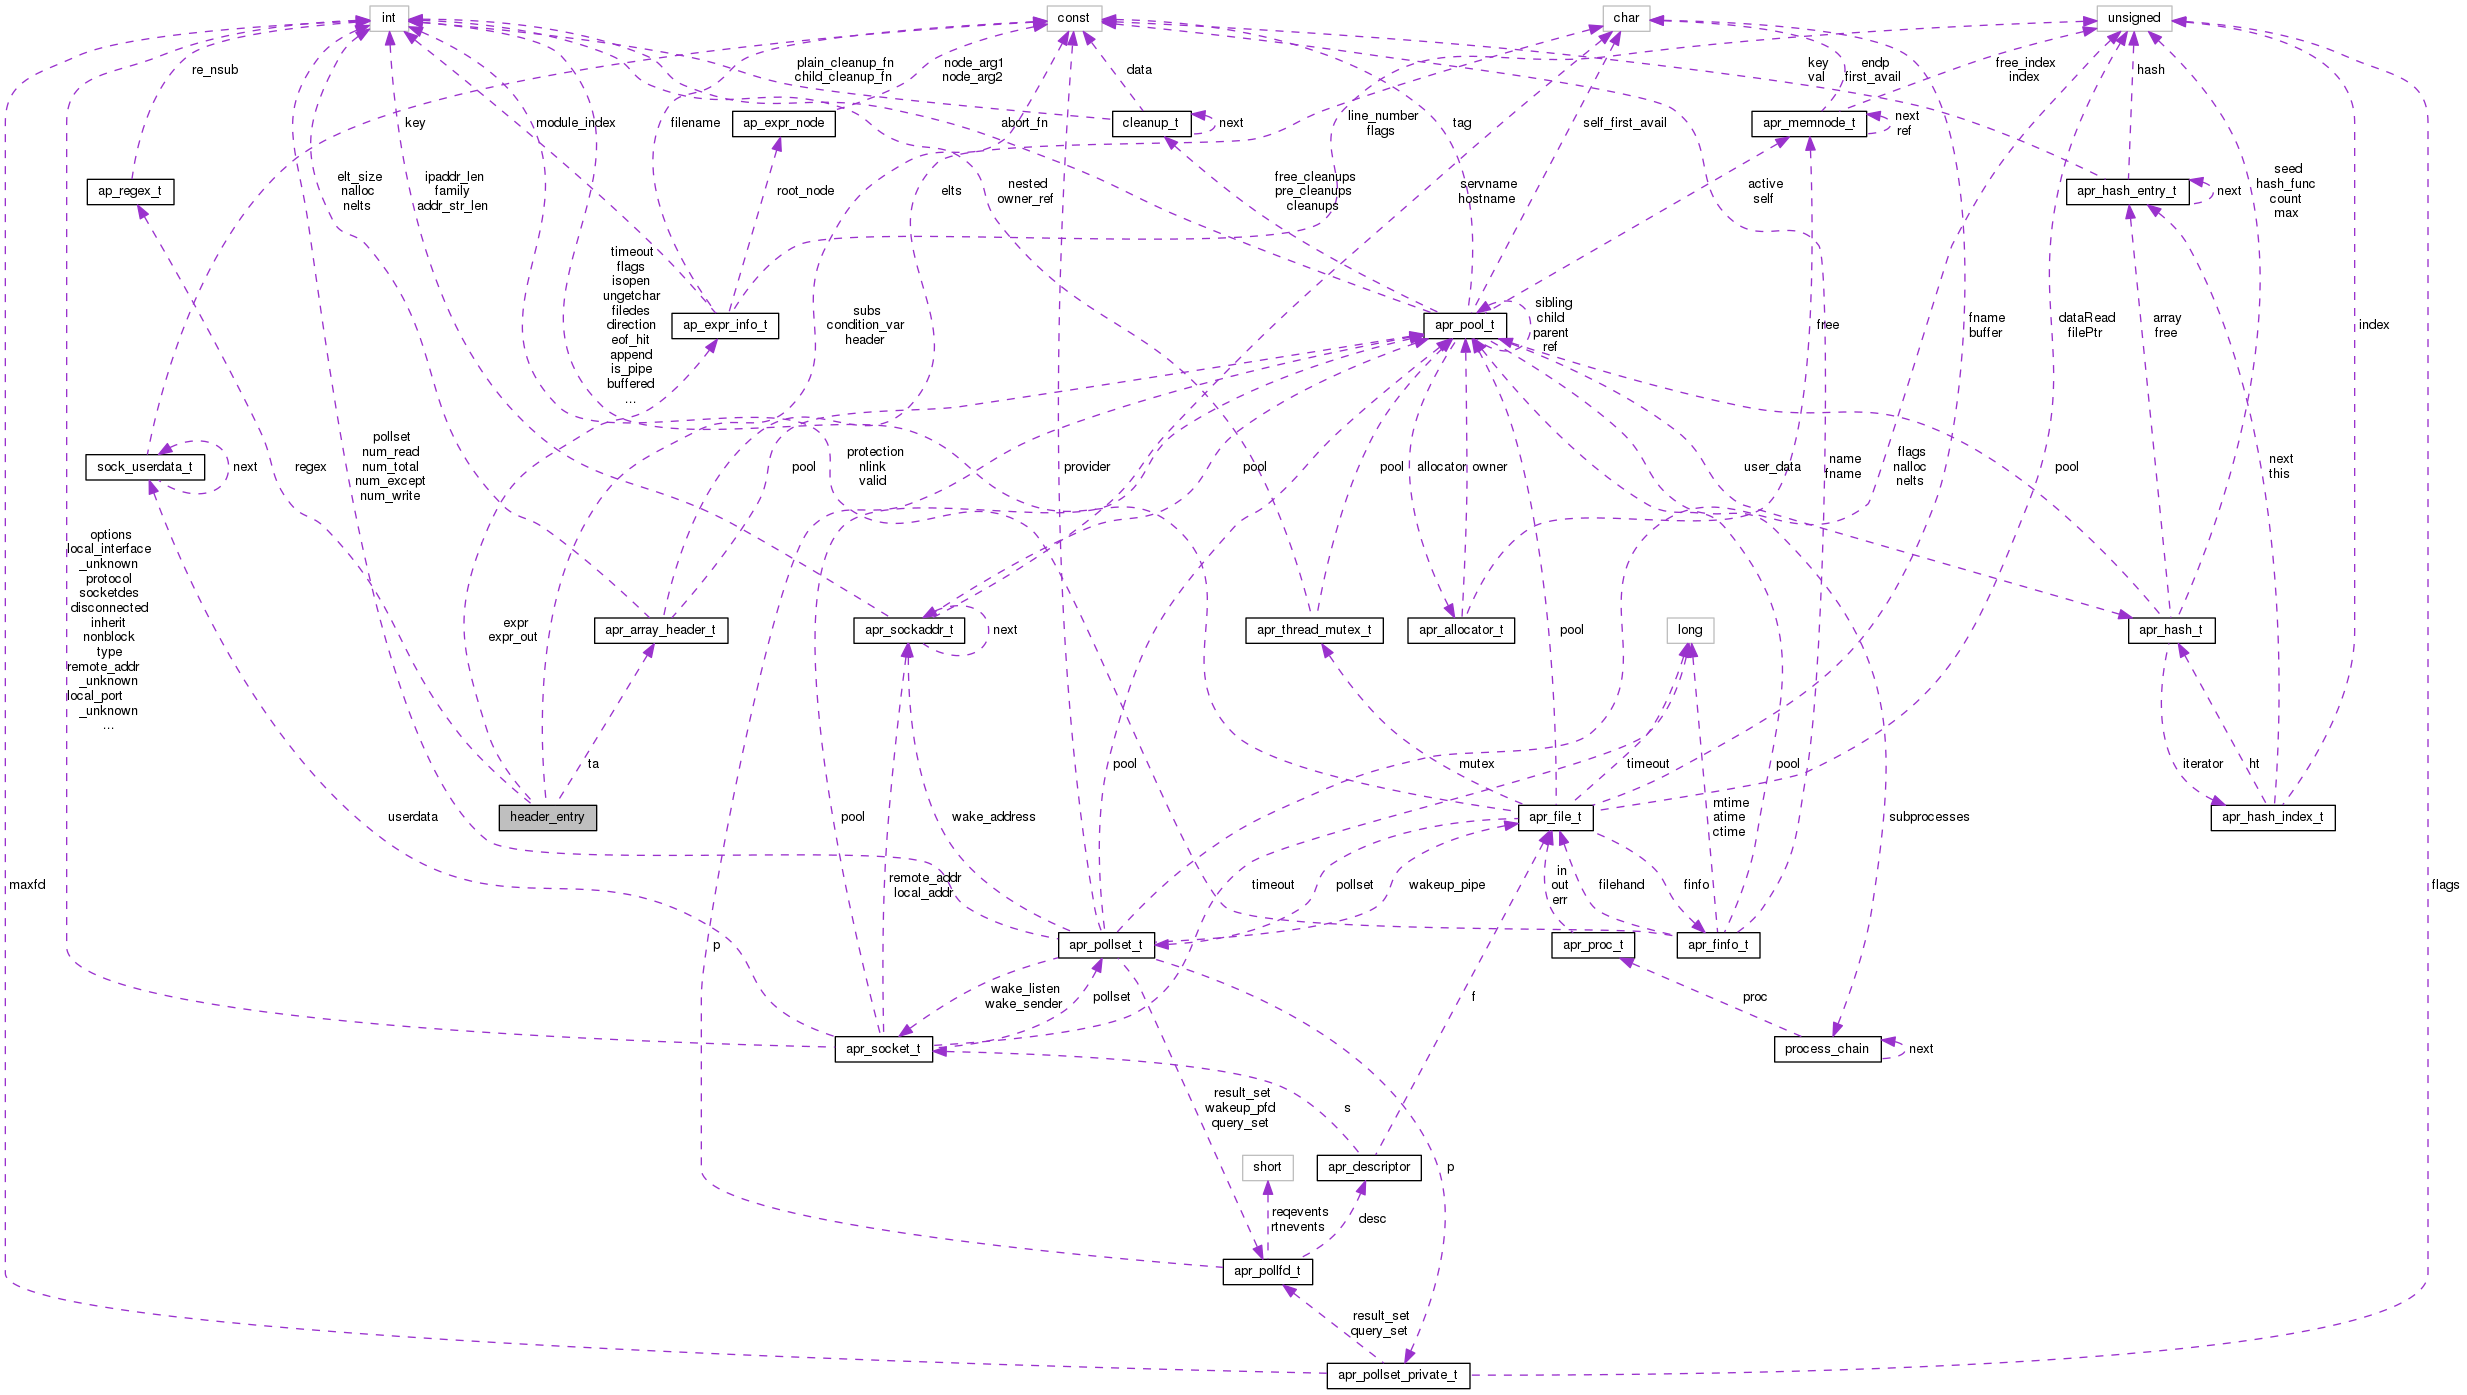 int
const
char
unsigned
plain_cleanup_fn
child_cleanup_fn
node_arg1
node_arg2
re_nsub
data
key
val
endp
first_avail
free_index
index
hash
key
module_index
filename
ap_expr_node
abort_fn
cleanup_t
next
line_number
flags
tag
self_first_avail
apr_memnode_t
next
ref
ap_regex_t
elt_size
nalloc
nelts
ipaddr_len
family
addr_str_len
root_node
elts
nested
owner_ref
free_cleanups
pre_cleanups
cleanups
servname
hostname
active
self
apr_hash_entry_t
next
seed
hash_func
count
max
timeout
flags
isopen
ungetchar
filedes
direction
eof_hit
append
is_pipe
buffered
...
ap_expr_info_t
subs
condition_var
header
apr_pool_t
sibling
child
parent
ref
free
fname
buffer
dataRead
filePtr
array
free
index
sock_userdata_t
next
regex
pollset
num_read
num_total
num_except
num_write
pool
protection
nlink
valid
provider
pool
pool
allocator
owner
user_data
name
fname
flags
nalloc
nelts
pool
next
this
options
local_interface
_unknown
protocol
socketdes
disconnected
inherit
nonblock
type
remote_addr
_unknown
local_port
_unknown
...
expr
expr_out
apr_array_header_t
apr_sockaddr_t
next
apr_thread_mutex_t
apr_allocator_t
pool
long
apr_hash_t
ta
pool
mutex
timeout
pool
iterator
ht
header_entry
userdata
pool
wake_address
apr_file_t
mtime
atime
ctime
subprocesses
apr_hash_index_t
maxfd
remote_addr
local_addr
timeout
pollset
wakeup_pipe
in
out
err
filehand
finfo
flags
p
apr_pollset_t
apr_proc_t
apr_finfo_t
wake_listen
wake_sender
pollset
f
proc
apr_socket_t
process_chain
next
result_set
wakeup_pfd
query_set
s
short
apr_descriptor
p
reqevents
rtnevents
desc
apr_pollfd_t
result_set
query_set
apr_pollset_private_t